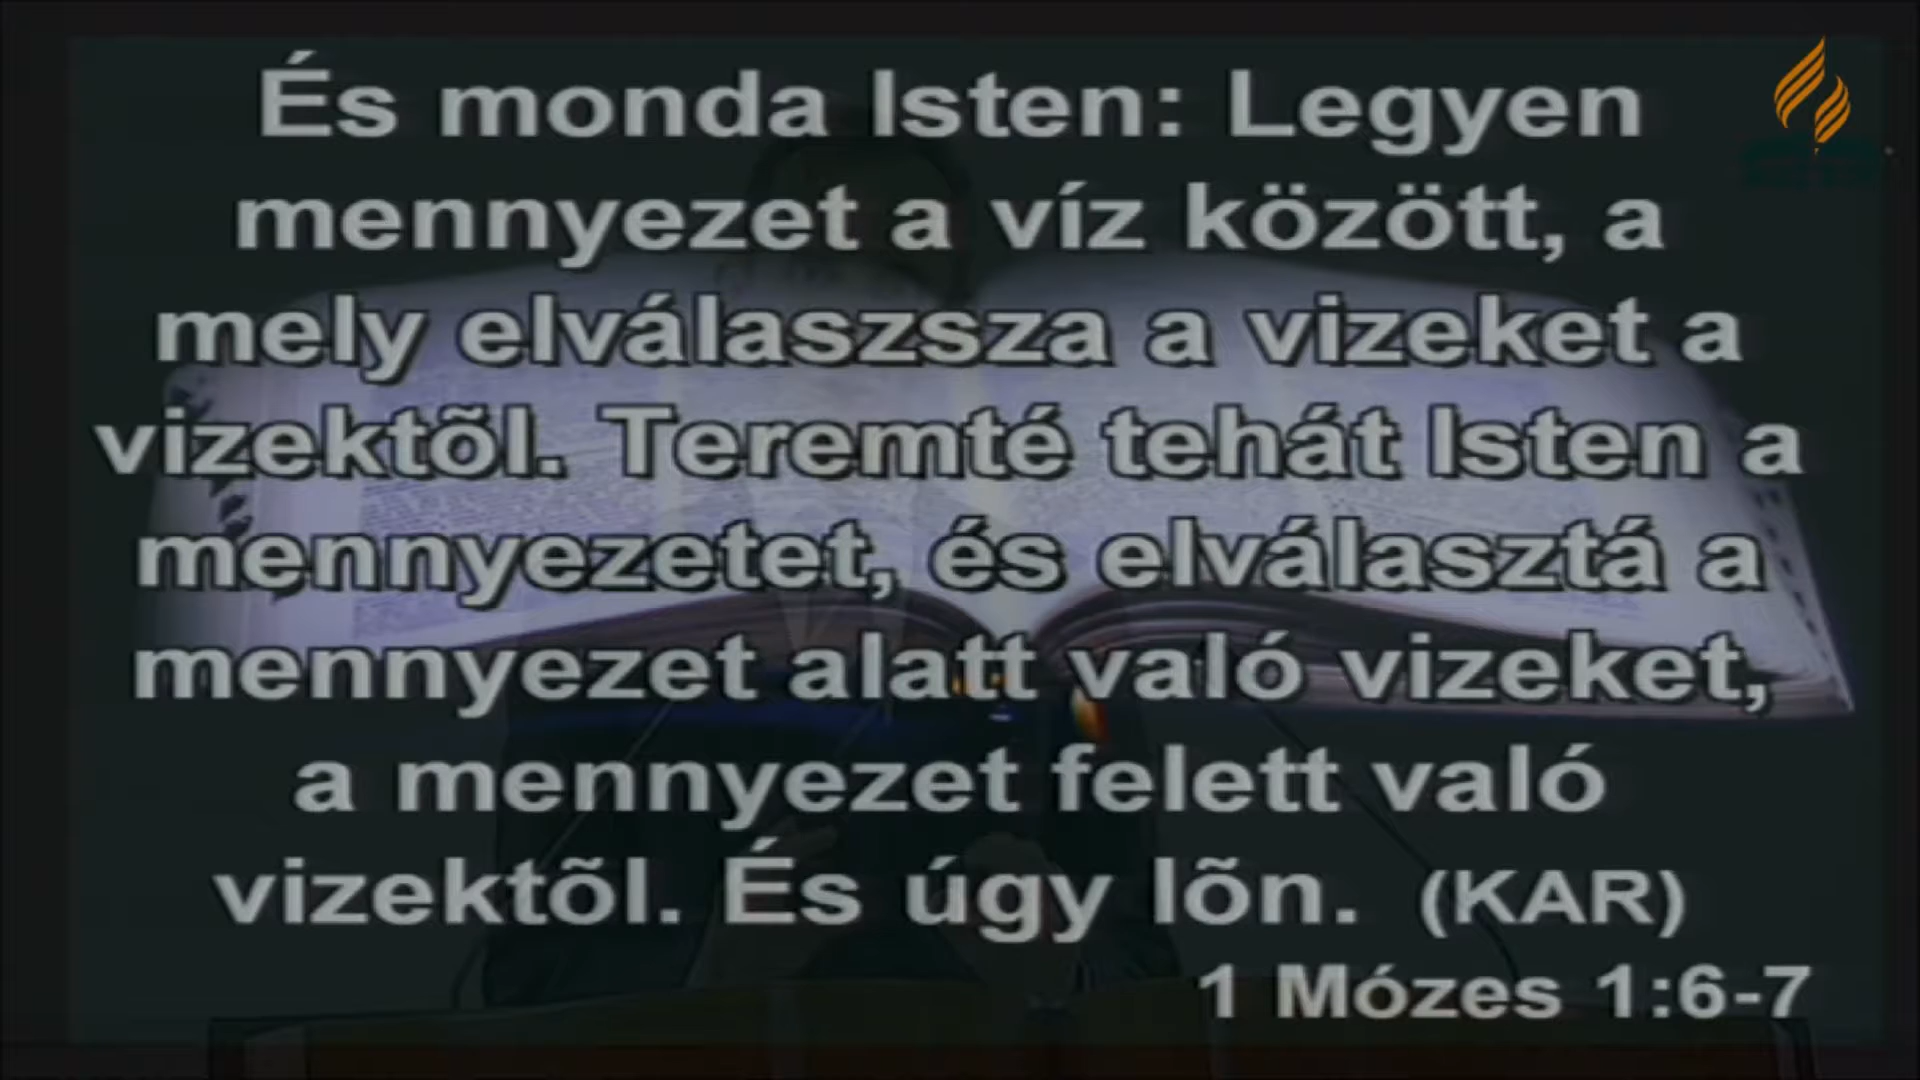 És monda Isten: Legyen
mennyezet a víz között, a
mely elválaszsza a vizeket a
vizektõl. Teremté tehát Isten a
mennyezetet, és elválasztá a
mennyezet alatt való vizeket,
a mennyezet felett való
vizektõl. És úgy lõn. (KAR)
1 Mózes 1:6-7